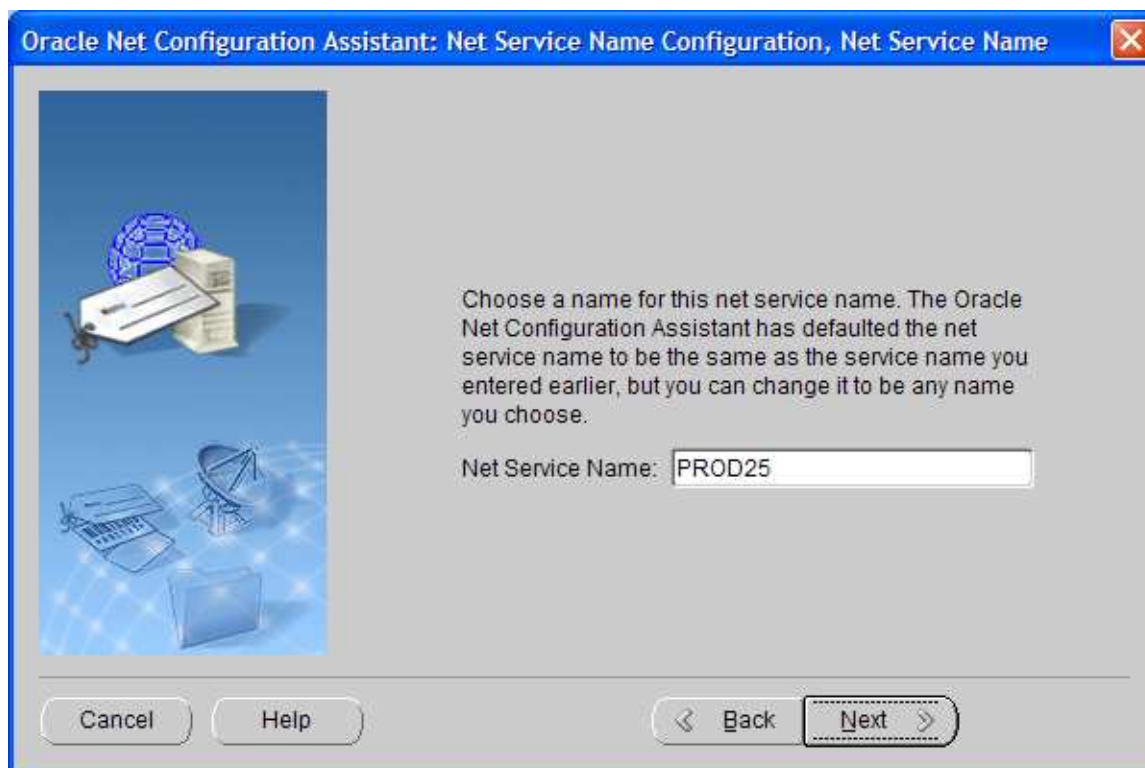 Oracle Net Configuration Assistant: Net Service Name Configuration, Net Service Name
Choose a name for this net service name. The Oracle
Net Configuration Assistant has defaulted the net
service name to be the same as the service name you
entered earlier, but you can change it to be any name
you choose.
Net Service Name: PROD25
Cancel Help Back Next